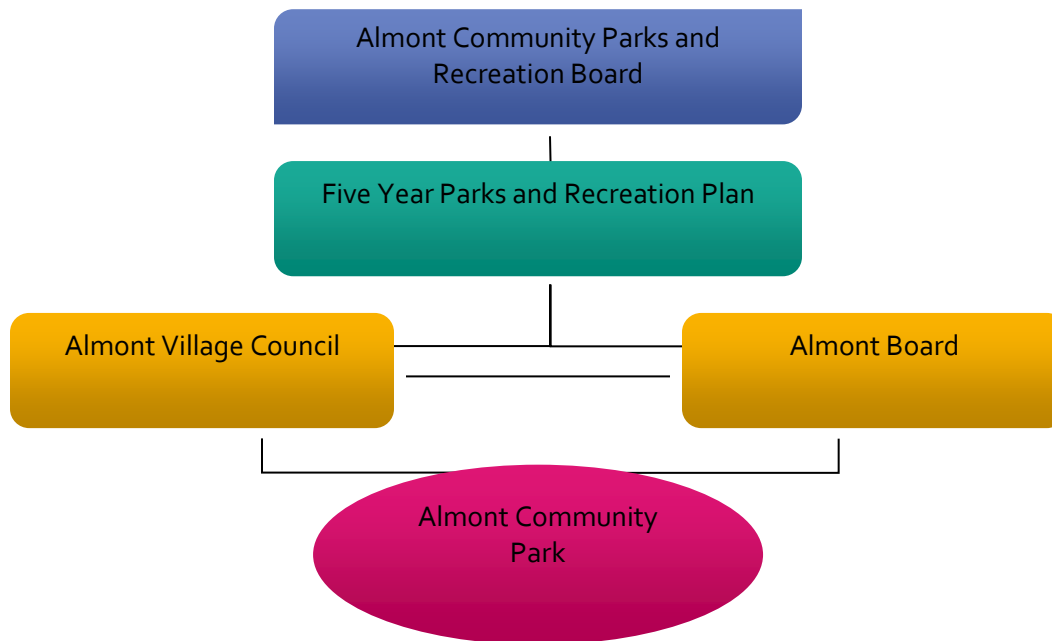 Almont Community Parks and
Recreation Board
Five Year Parks and Recreation Plan
Almont Village Council
Almont Board
Almont Community
Park